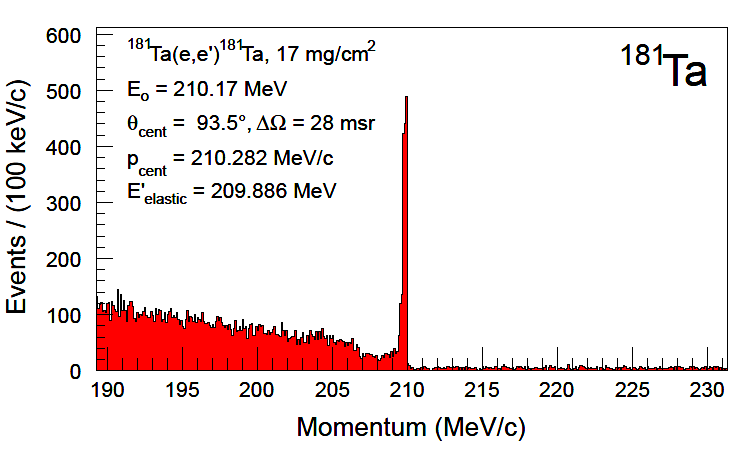 600
500
400
300
200
100
0
Events / (100 keV/c)
¹⁸¹Ta(e,e')¹⁸¹Ta, 17 mg/cm²
Eₒ = 210.17 MeV
θcent = 93.5°, ΔΩ = 28 msr
pcent = 210.282 MeV/c
E'elastic = 209.886 MeV
¹⁸¹Ta
190 195 200 205 210 215 220 225 230
Momentum (MeV/c)